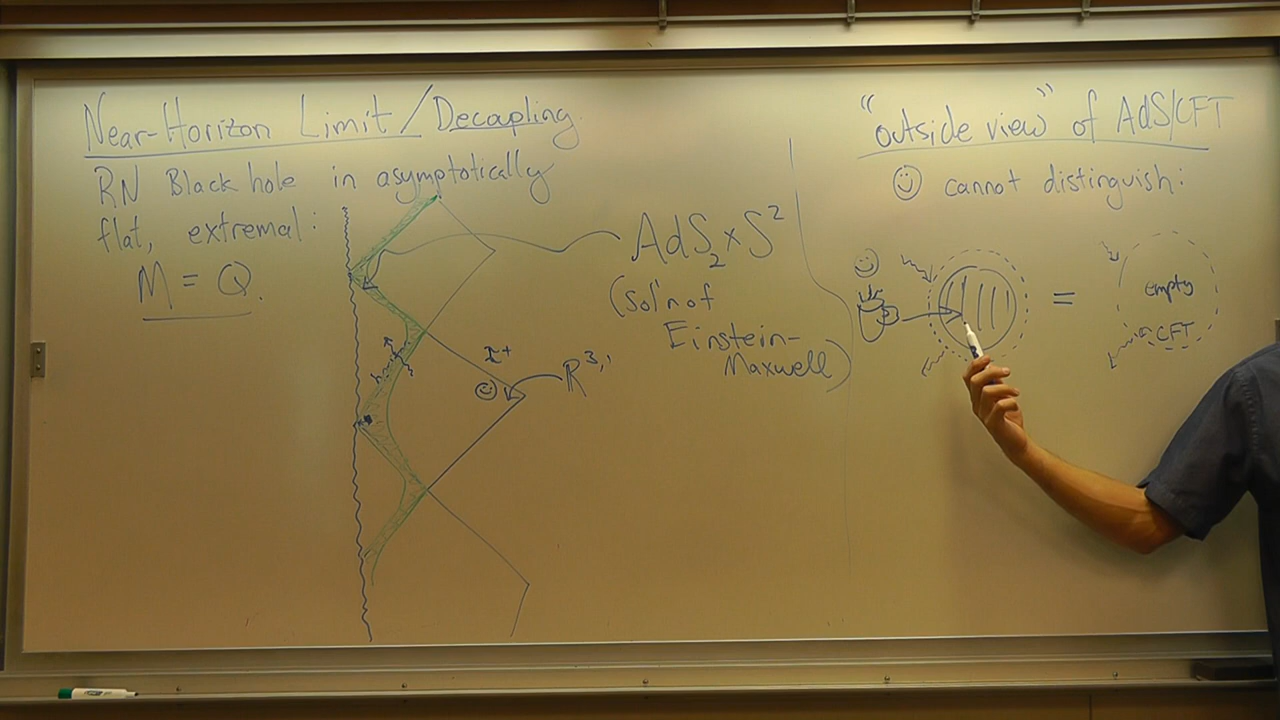 Near-Horizon Limit/Decoupling
RN Black hole in asymptotically
flat, extremal:
M = Q.
AdS₂ x S²
(sol'n of
Einstein-
Maxwell)
I⁺
R³,¹
"outside view" of AdS/CFT
cannot distinguish:
=
empty
CFT